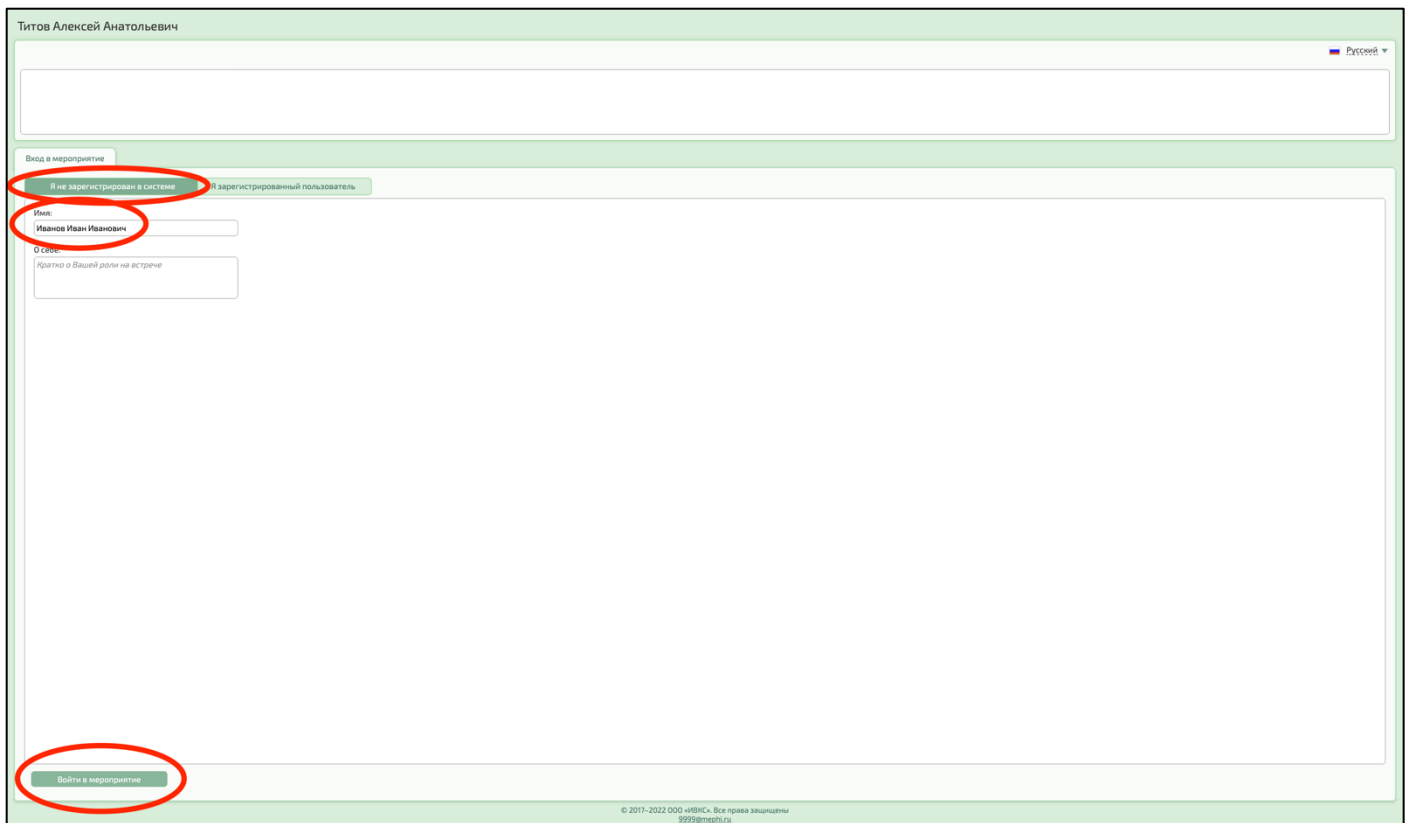 Титов Алексей Анатольевич
Русский
Вход в мероприятие
Я не зарегистрирован в системе Я зарегистрированный пользователь
Имя:
Иванов Иван Иванович
О себе:
Кратко о Вашей роли на встрече
Войти в мероприятие
© 2017–2022 ООО «ИВКС». Все права защищены
9999@mephi.ru